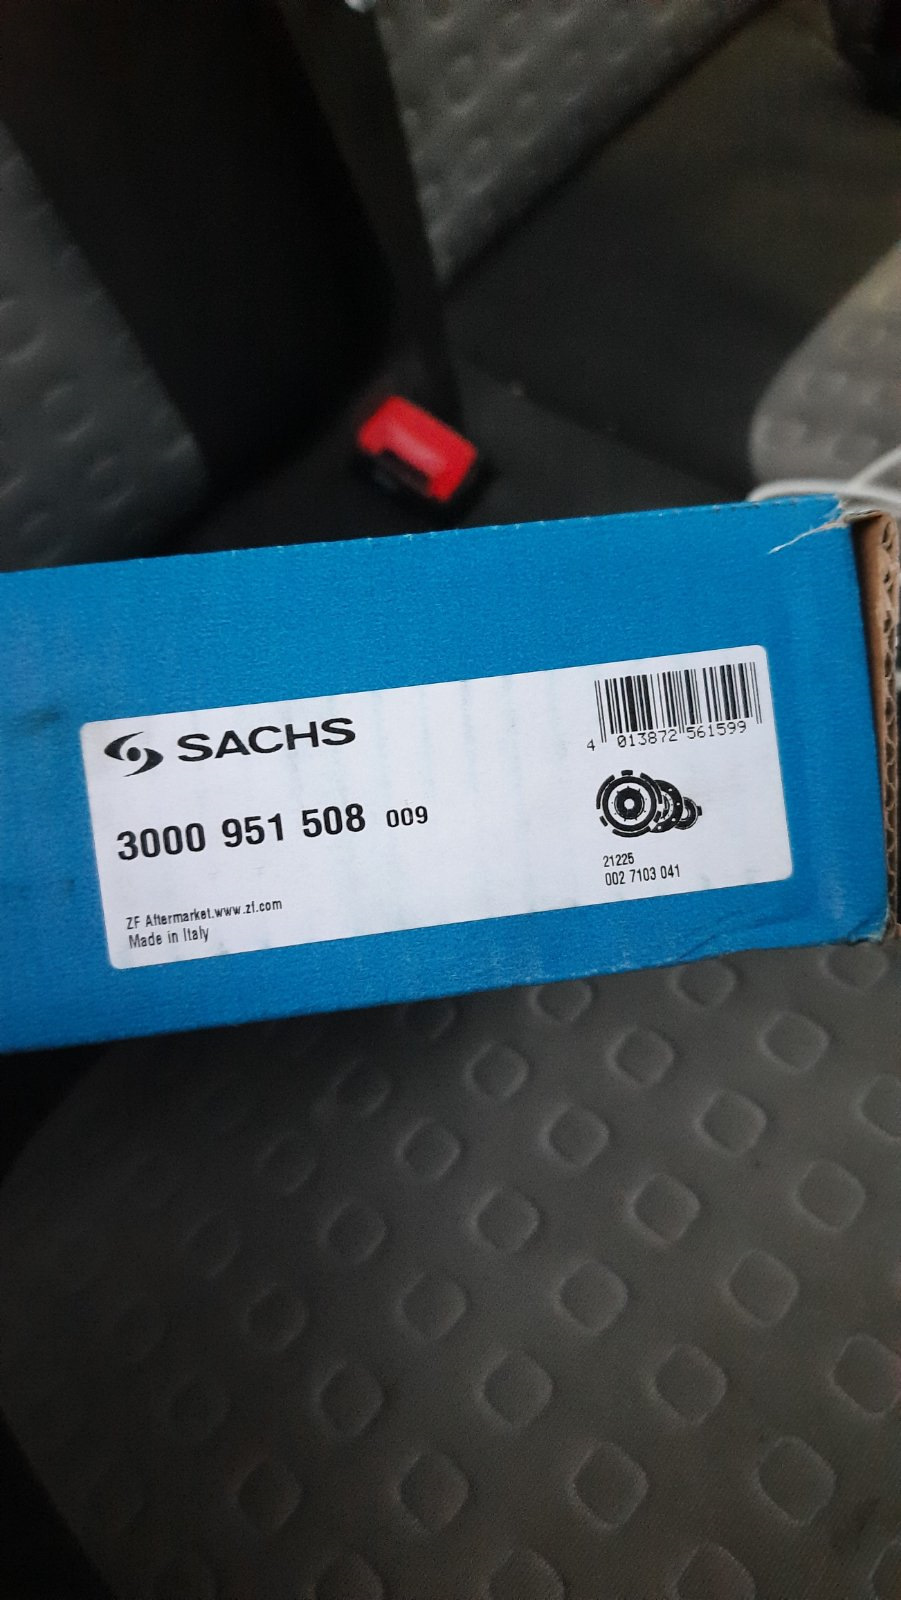 SACHS
4 013872 561599
3000 951 508 009
21225
002 7103 041
ZF Aftermarket.www.zf.com
Made in Italy